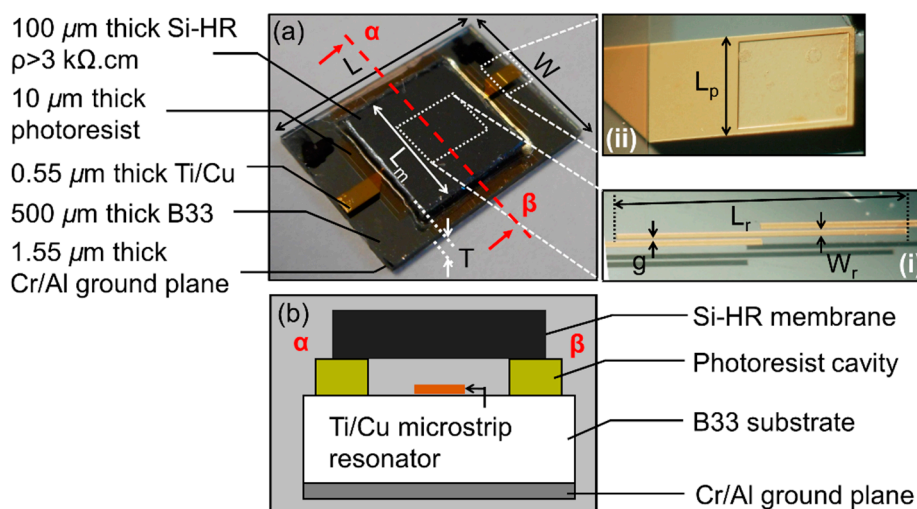 100 µm thick Si-HR
ρ>3 kΩ.cm
10 µm thick
photoresist
0.55 µm thick Ti/Cu
500 µm thick B33
1.55 µm thick
Cr/Al ground plane
(a)
α
L
W
Lm
β
T
Lp
(ii)
Lr
g
Wr
(i)
(b)
α
β
Ti/Cu microstrip
resonator
Si-HR membrane
Photoresist cavity
B33 substrate
Cr/Al ground plane